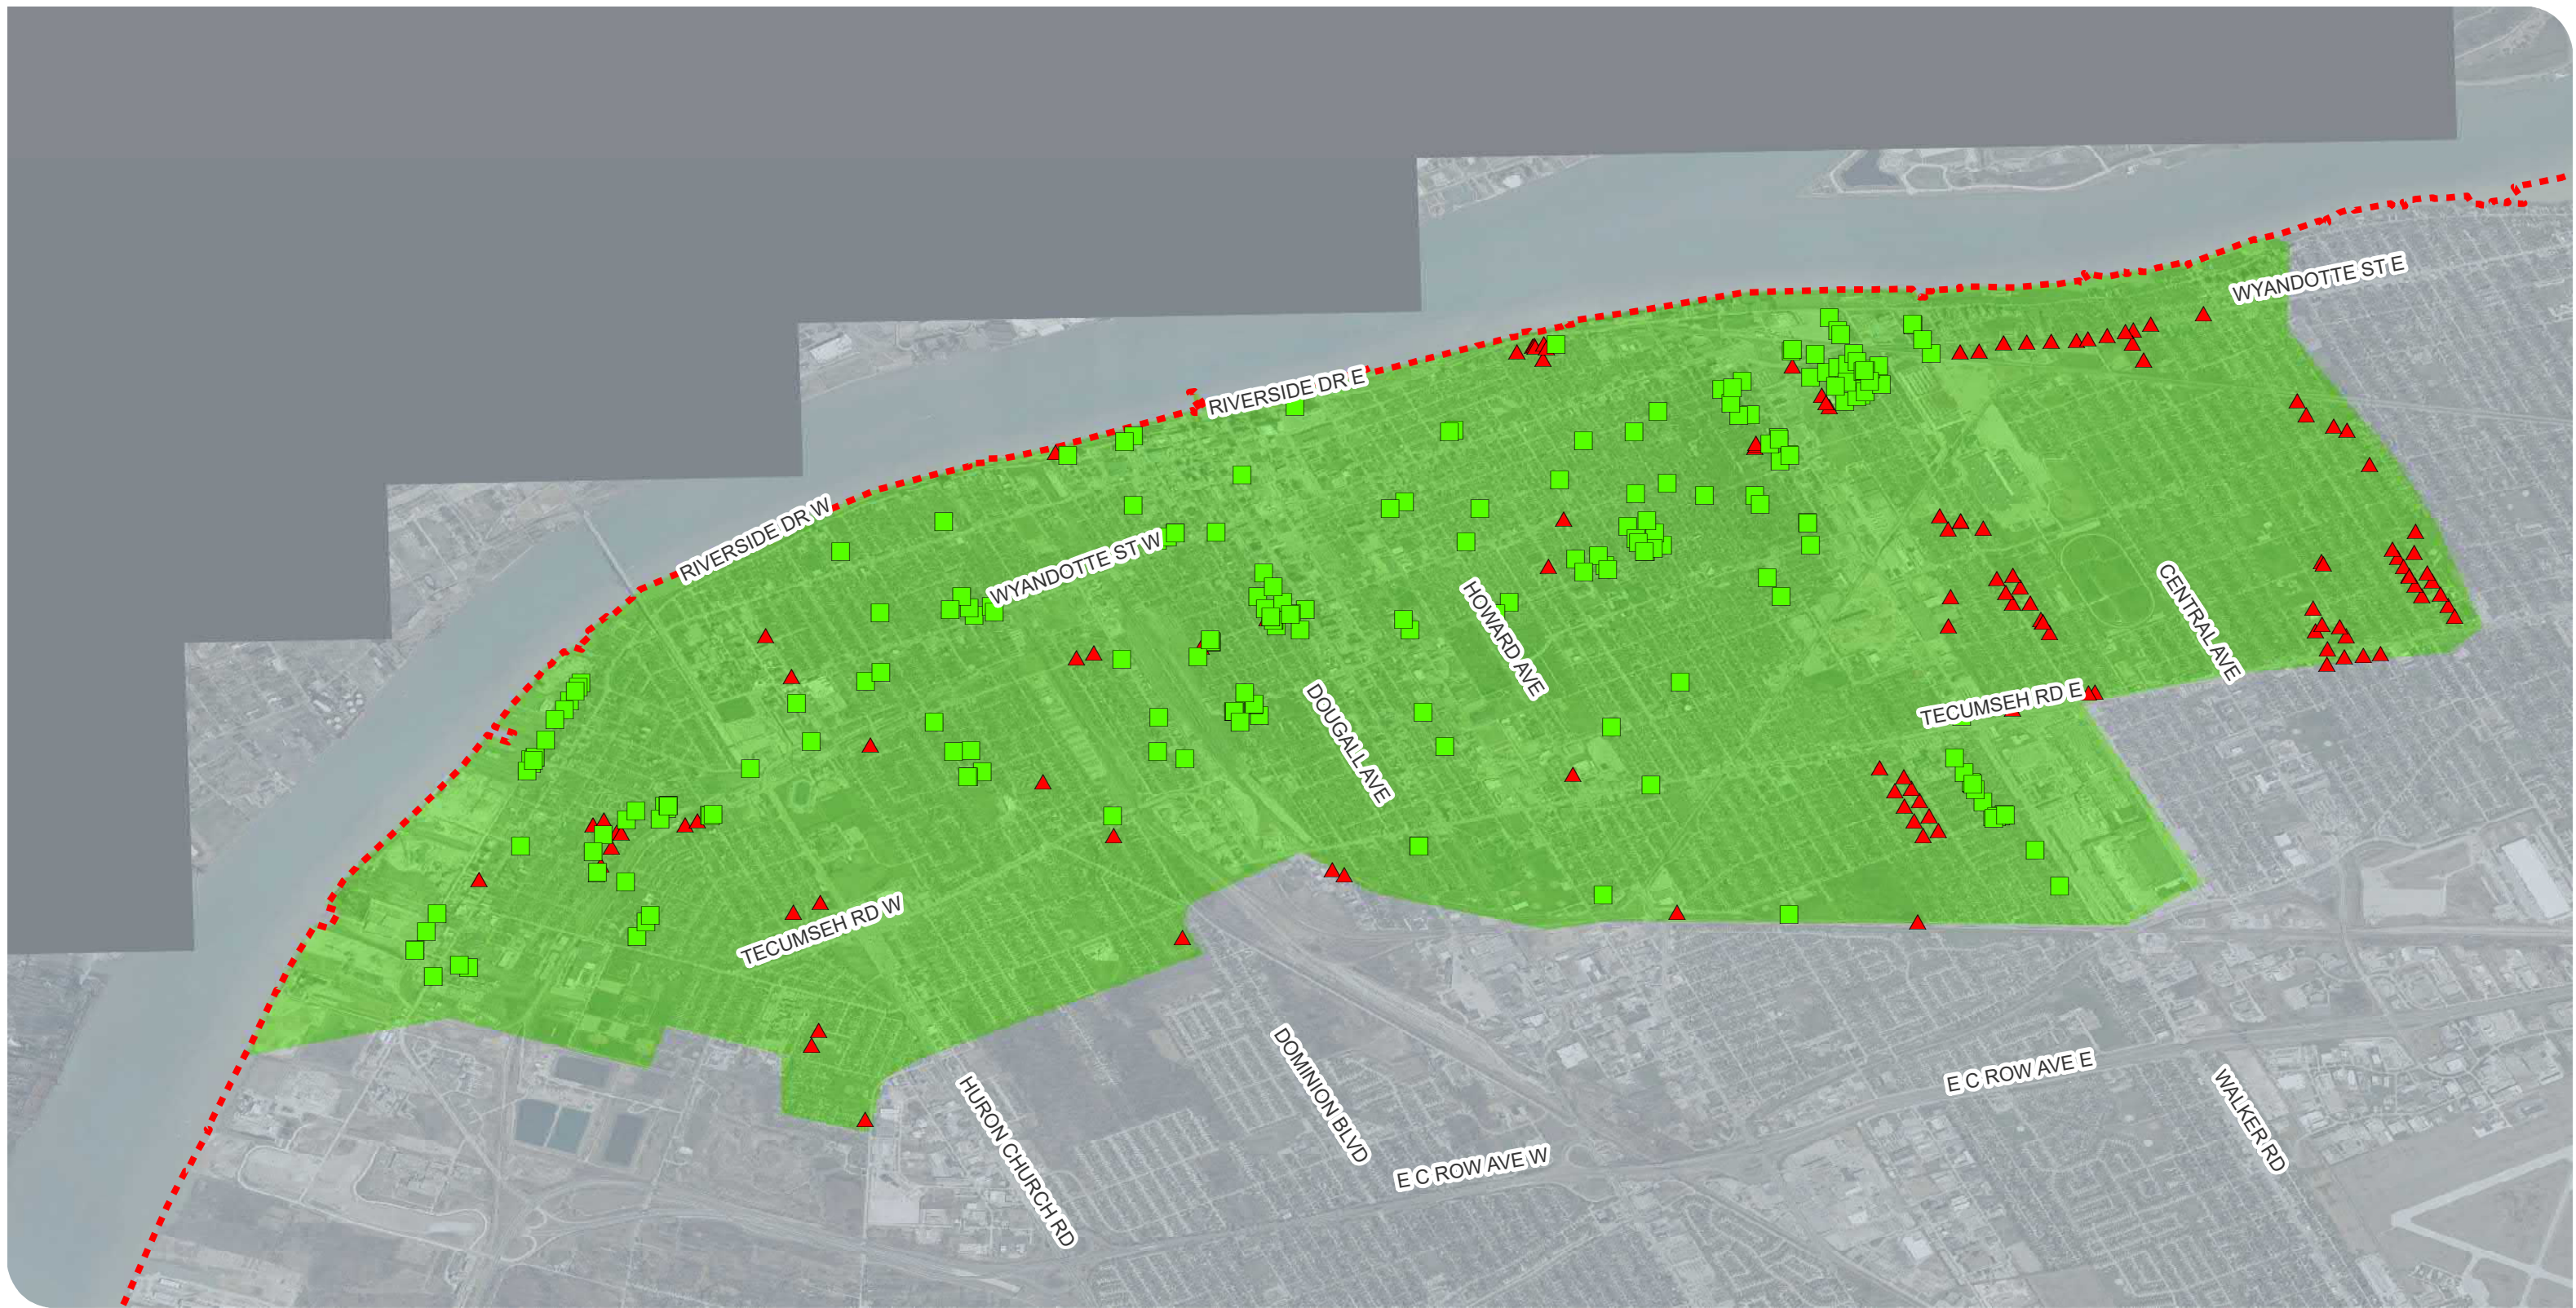 WYANDOTTE ST E
RIVERSIDE DR E
RIVERSIDE DR W
WYANDOTTE ST W
HOWARD AVE
CENTRAL AVE
DOUGALL AVE
TECUMSEH RD E
TECUMSEH RD W
DOMINION BLVD
HURON CHURCH RD
E C ROW AVE E
E C ROW AVE W
WALKER RD